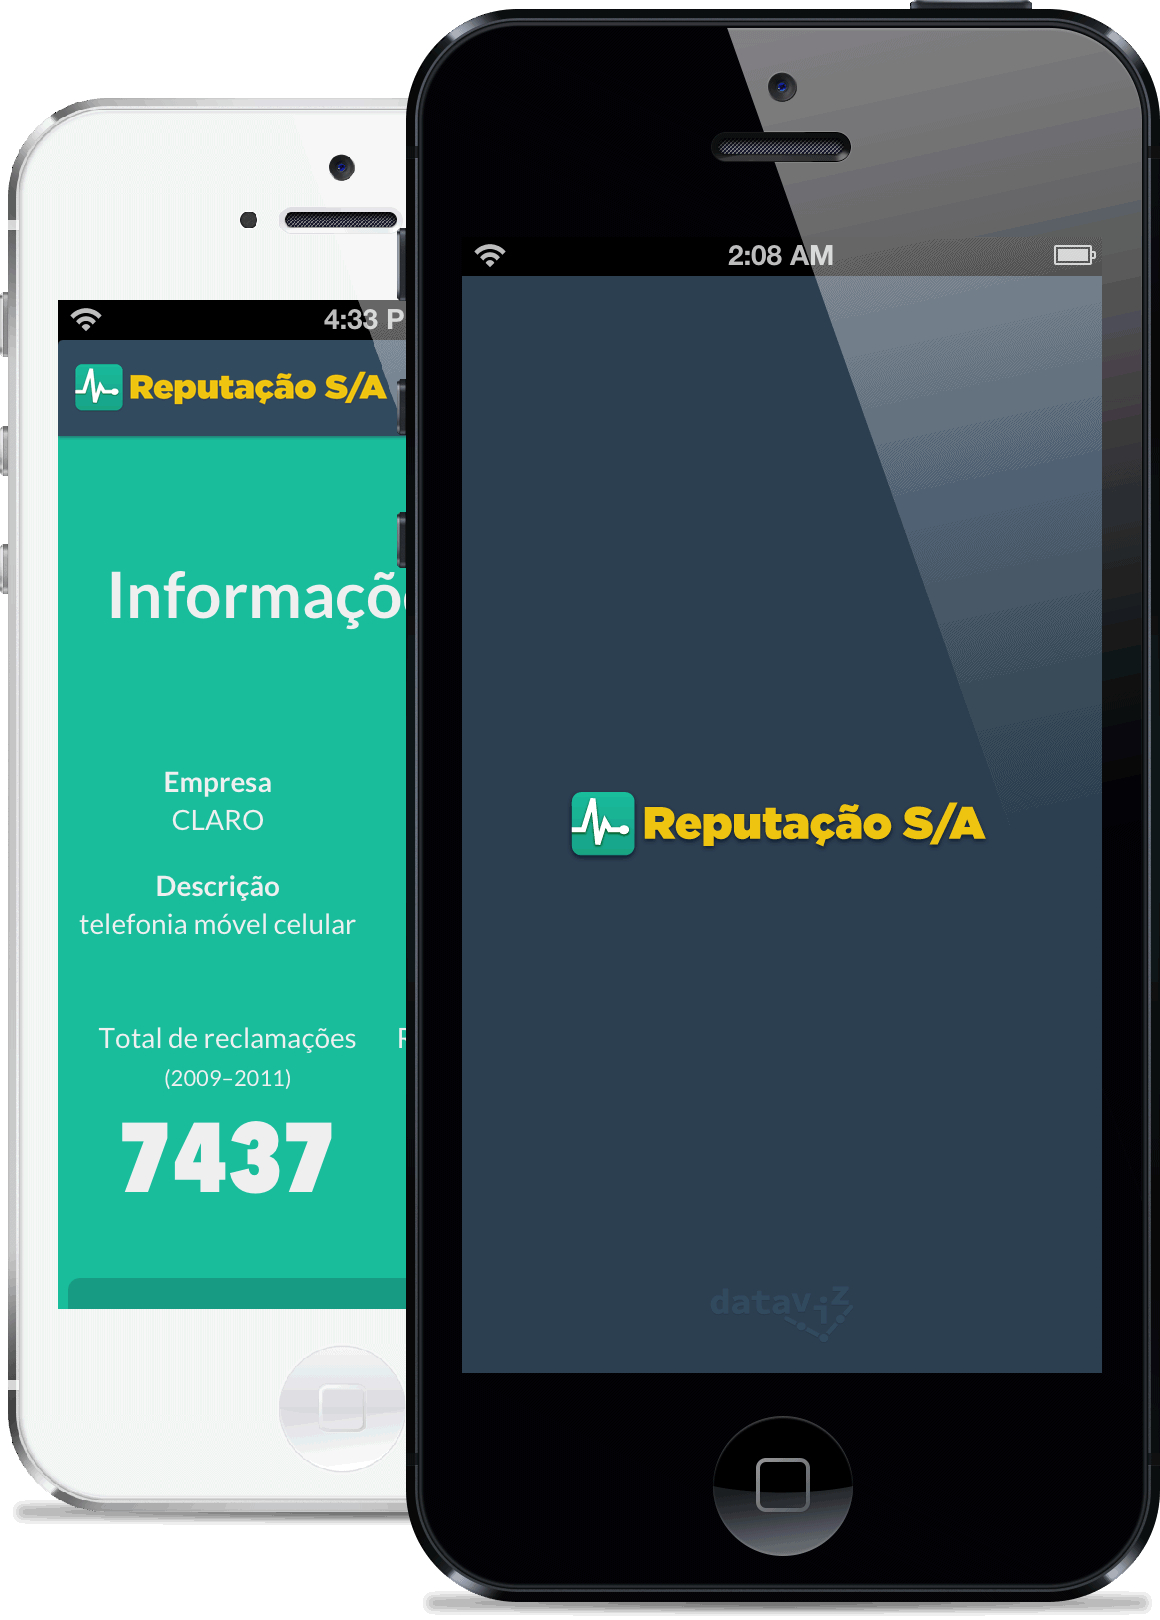 4:33 P
Reputação S/A
Informaçõ
Empresa
CLARO
Descrição
telefonia móvel celular
Total de reclamações
(2009–2011)
7437
2:08 AM
Reputação S/A
dataviz